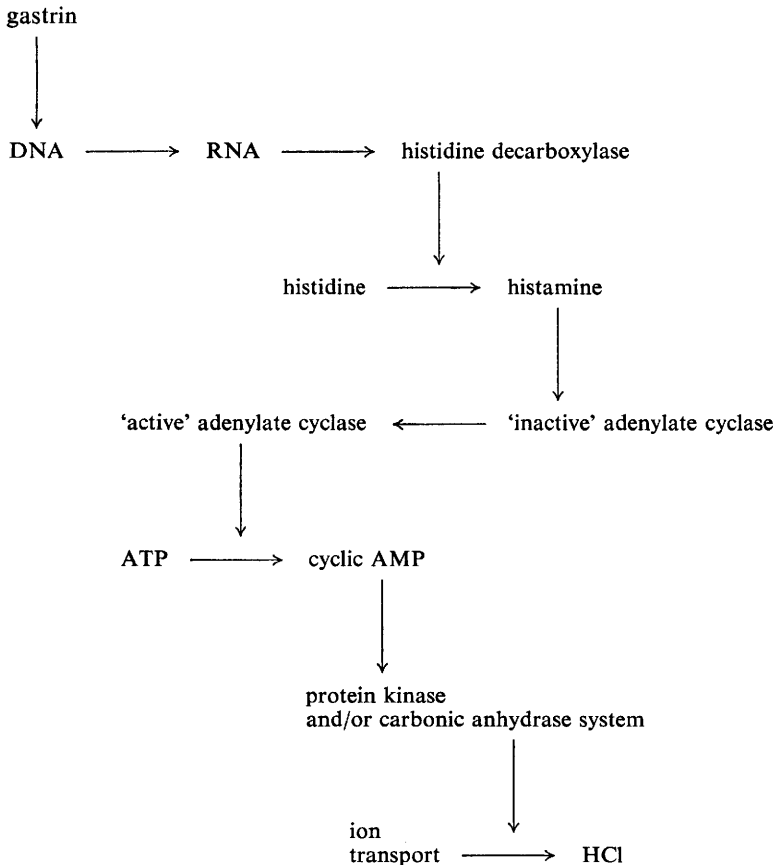 gastrin
DNA RNA histidine decarboxylase
histidine histamine
‘active’ adenylate cyclase ‘inactive’ adenylate cyclase
ATP cyclic AMP
protein kinase
and/or carbonic anhydrase system
ion
transport HCl